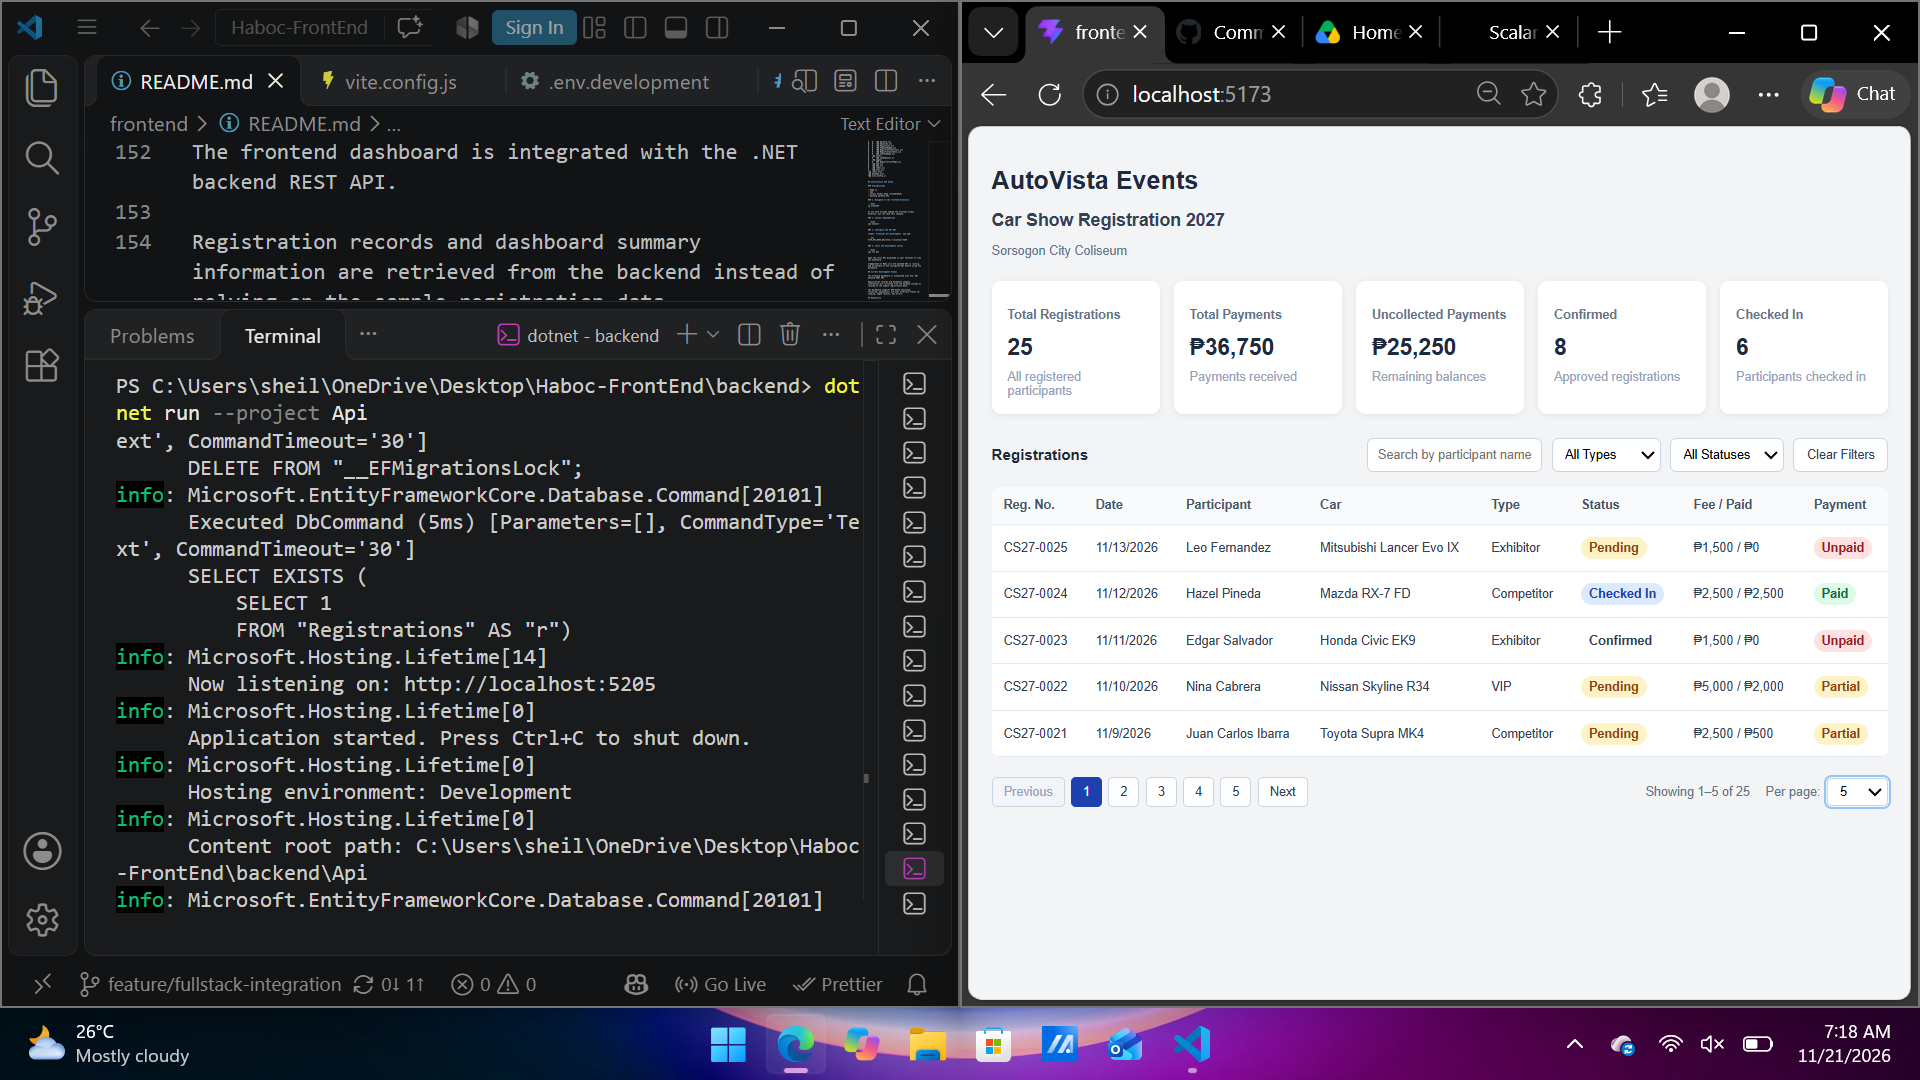 Haboc-FrontEnd
Sign In
README.md
vite.config.js
.env.development
frontend > README.md > ...
Text Editor
152 The frontend dashboard is integrated with the .NET
backend REST API.
153
154 Registration records and dashboard summary
information are retrieved from the backend instead of
Problems
Terminal
dotnet - backend
PS C:\Users\sheil\OneDrive\Desktop\Haboc-FrontEnd\backend> dot
net run --project Api
ext', CommandTimeout='30']
DELETE FROM "__EFMigrationsLock";
info: Microsoft.EntityFrameworkCore.Database.Command[20101]
Executed DbCommand (5ms) [Parameters=[], CommandType='Te
xt', CommandTimeout='30']
SELECT EXISTS (
SELECT 1
FROM "Registrations" AS "r")
info: Microsoft.Hosting.Lifetime[14]
Now listening on: http://localhost:5205
info: Microsoft.Hosting.Lifetime[0]
Application started. Press Ctrl+C to shut down.
info: Microsoft.Hosting.Lifetime[0]
Hosting environment: Development
info: Microsoft.Hosting.Lifetime[0]
Content root path: C:\Users\sheil\OneDrive\Desktop\Haboc
-FrontEnd\backend\Api
info: Microsoft.EntityFrameworkCore.Database.Command[20101]
feature/fullstack-integration 0↓ 1↑ 0 0 Go Live Prettier
fronte
Comm
Home
Scalar
localhost:5173
Chat
AutoVista Events
Car Show Registration 2027
Sorsogon City Coliseum
Total Registrations
25
All registered
participants
Total Payments
₱36,750
Payments received
Uncollected Payments
₱25,250
Remaining balances
Confirmed
8
Approved registrations
Checked In
6
Participants checked in
Registrations
Search by participant name
All Types
All Statuses
Clear Filters
Reg. No. Date Participant Car Type Status Fee / Paid Payment
CS27-0025 11/13/2026 Leo Fernandez Mitsubishi Lancer Evo IX Exhibitor Pending ₱1,500 / ₱0 Unpaid
CS27-0024 11/12/2026 Hazel Pineda Mazda RX-7 FD Competitor Checked In ₱2,500 / ₱2,500 Paid
CS27-0023 11/11/2026 Edgar Salvador Honda Civic EK9 Exhibitor Confirmed ₱1,500 / ₱0 Unpaid
CS27-0022 11/10/2026 Nina Cabrera Nissan Skyline R34 VIP Pending ₱5,000 / ₱2,000 Partial
CS27-0021 11/9/2026 Juan Carlos Ibarra Toyota Supra MK4 Competitor Pending ₱2,500 / ₱500 Partial
Previous 1 2 3 4 5 Next
Showing 1–5 of 25 Per page: 5
26°C
Mostly cloudy
7:18 AM
11/21/2026